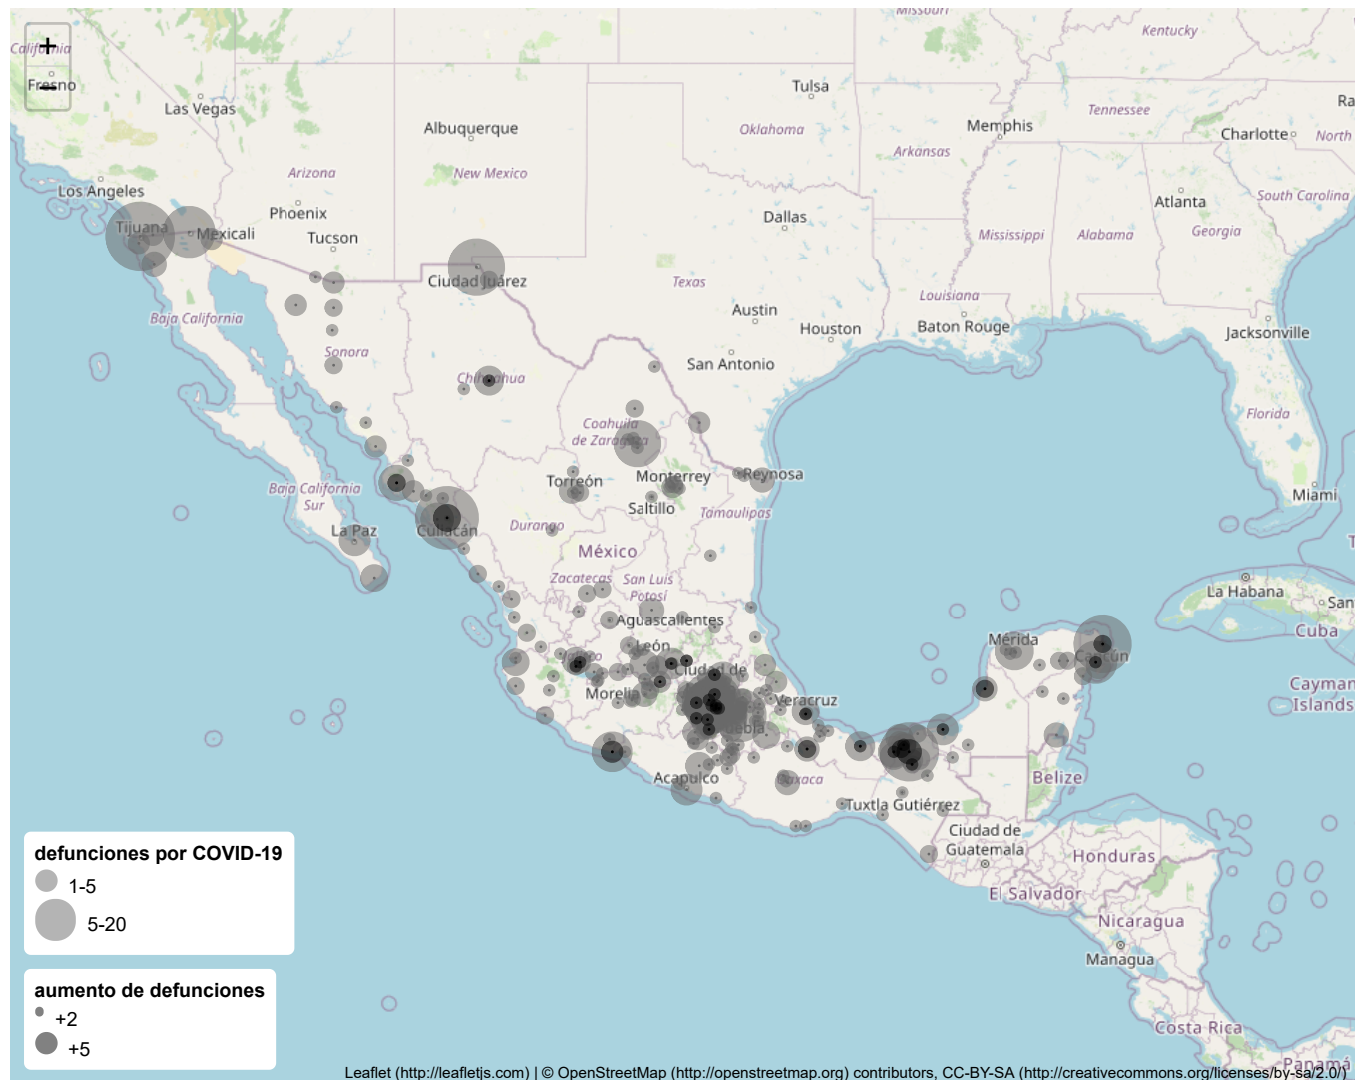 Missouri
Kentucky
+
California
Fresno
−
Las Vegas
Tulsa
Ra
Tennessee
Albuquerque
Oklahoma
Memphis
Charlotte
North
Arkansas
Arizona
New Mexico
Los Angeles
South Carolina
Atlanta
Phoenix
Dallas
Tijuana
Mexicali
Tucson
Mississippi
Alabama
Georgia
Ciudad Juárez
Texas
Louisiana
Baja California
Austin
Houston
Baton Rouge
Jacksonville
Sonora
San Antonio
Chihuahua
Florida
Coahuila
de Zaragoza
Baja California
Sur
Torreón
Monterrey
Reynosa
Miami
Saltillo
Tamaulipas
La Paz
Culiacán
Durango
México
Zacatecas
San Luis
Potosí
La Habana
San
Aguascalientes
Cuba
León
Mérida
Cancún
Ciudad de
Morelia
Cayman
Islands
Veracruz
Puebla
Acapulco
Oaxaca
Belize
Tuxtla Gutiérrez
Ciudad de
Guatemala
Honduras
El Salvador
Nicaragua
Managua
Costa Rica
Panamá
defunciones por COVID-19
1-5
5-20
aumento de defunciones
+2
+5
Leaflet (http://leafletjs.com) | © OpenStreetMap (http://openstreetmap.org) contributors, CC-BY-SA (http://creativecommons.org/licenses/by-sa/2.0/)